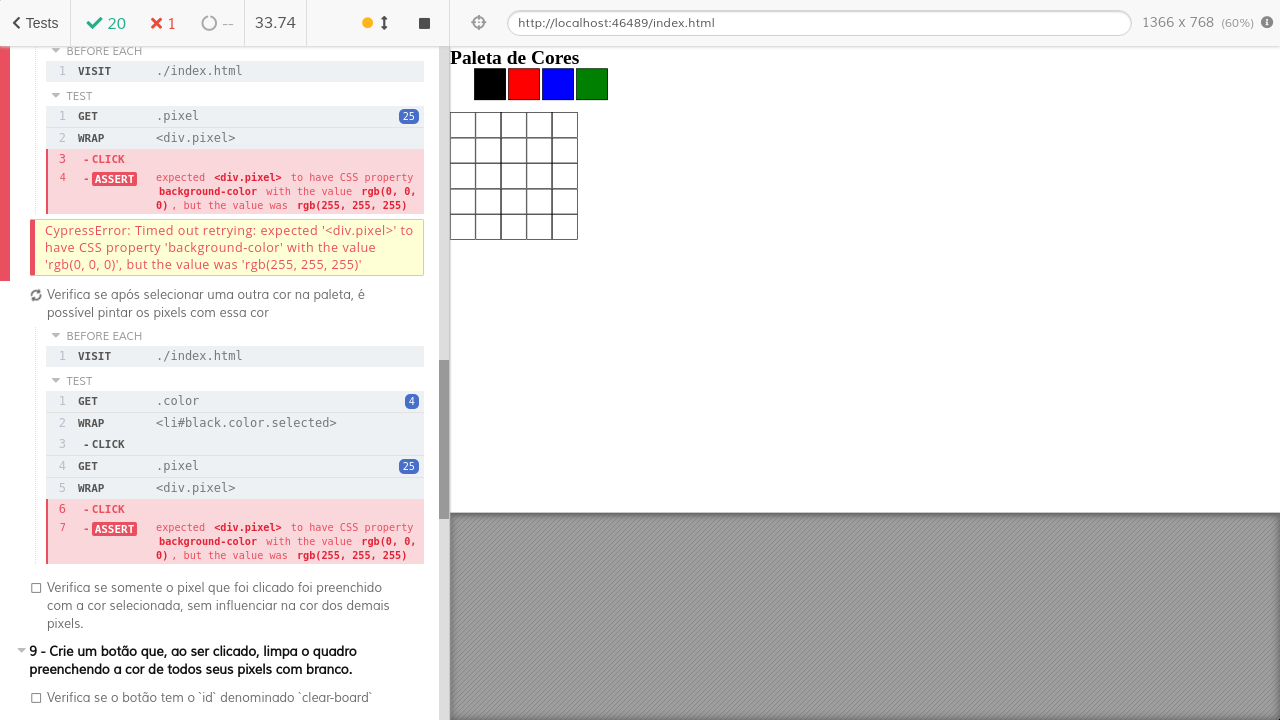 Tests
20
1
--
33.74
http://localhost:46489/index.html
1366 x 768 (60%)
BEFORE EACH
1 VISIT ./index.html
TEST
1 GET .pixel 25
2 WRAP <div.pixel>
3 - CLICK
4 - ASSERT expected <div.pixel> to have CSS property
background-color with the value rgb(0, 0,
0) , but the value was rgb(255, 255, 255)
CypressError: Timed out retrying: expected '<div.pixel>' to
have CSS property 'background-color' with the value
'rgb(0, 0, 0)', but the value was 'rgb(255, 255, 255)'
Verifica se após selecionar uma outra cor na paleta, é
possível pintar os pixels com essa cor
BEFORE EACH
1 VISIT ./index.html
TEST
1 GET .color 4
2 WRAP <li#black.color.selected>
3 - CLICK
4 GET .pixel 25
5 WRAP <div.pixel>
6 - CLICK
7 - ASSERT expected <div.pixel> to have CSS property
background-color with the value rgb(0, 0,
0) , but the value was rgb(255, 255, 255)
Verifica se somente o pixel que foi clicado foi preenchido
com a cor selecionada, sem influenciar na cor dos demais
pixels.
9 - Crie um botão que, ao ser clicado, limpa o quadro
preenchendo a cor de todos seus pixels com branco.
Verifica se o botão tem o `id` denominado `clear-board`
Paleta de Cores